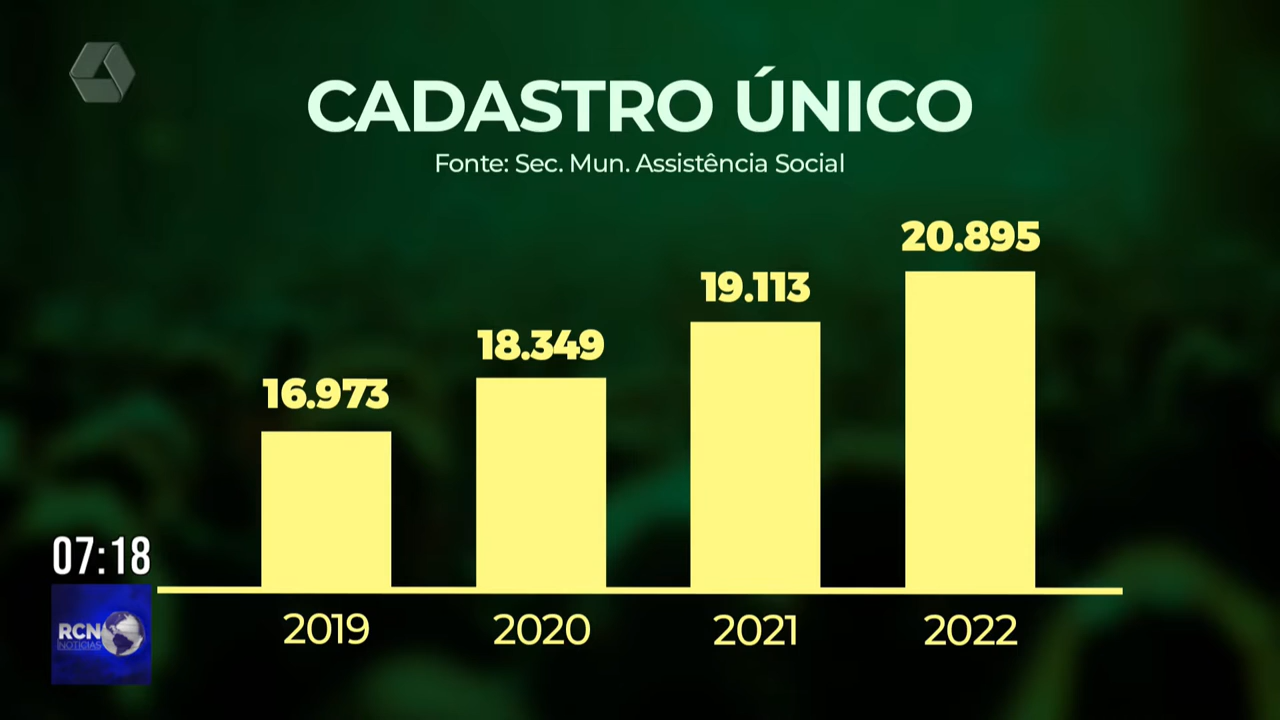 CADASTRO ÚNICO
Fonte: Sec. Mun. Assistência Social
20.895
19.113
18.349
16.973
07:18
RCN
NOTÍCIAS
2019 2020 2021 2022